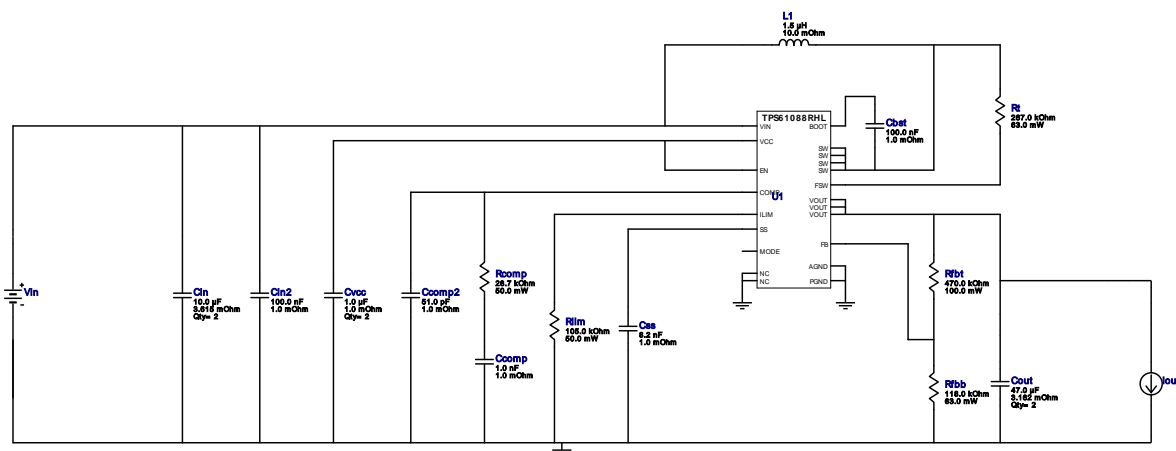 L1
1.5 µH
10.0 mOhm
TPS61088RHL
VIN
VCC
EN
COMP
ILIM
SS
MODE
NC
NC
U1
BOOT
SW
SW
SW
SW
FSW
VOUT
VOUT
VOUT
FB
AGND
PGND
Cbst
100.0 nF
1.0 mOhm
Rt
287.0 kOhm
63.0 mW
Vin
Cin
10.0 µF
3.615 mOhm
Qty= 2
Cin2
100.0 nF
1.0 mOhm
Cvcc
1.0 µF
1.0 mOhm
Qty= 2
Ccomp2
51.0 pF
1.0 mOhm
Rcomp
28.7 kOhm
50.0 mW
Ccomp
1.0 nF
1.0 mOhm
Rlim
105.0 kOhm
50.0 mW
Css
8.2 nF
1.0 mOhm
Rfbt
470.0 kOhm
100.0 mW
Rfbb
118.0 kOhm
63.0 mW
Cout
47.0 µF
3.162 mOhm
Qty= 2
Iou